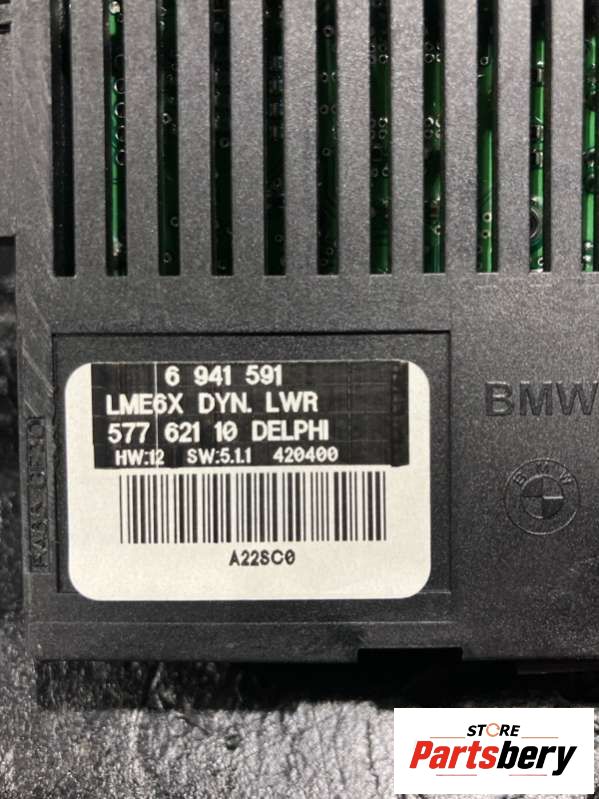 6 941 591
LME6X DYN. LWR
577 621 10 DELPHI
HW:12 SW:5.1.1 420400
A22SC0
BMW
BMW
STORE
Partsbery